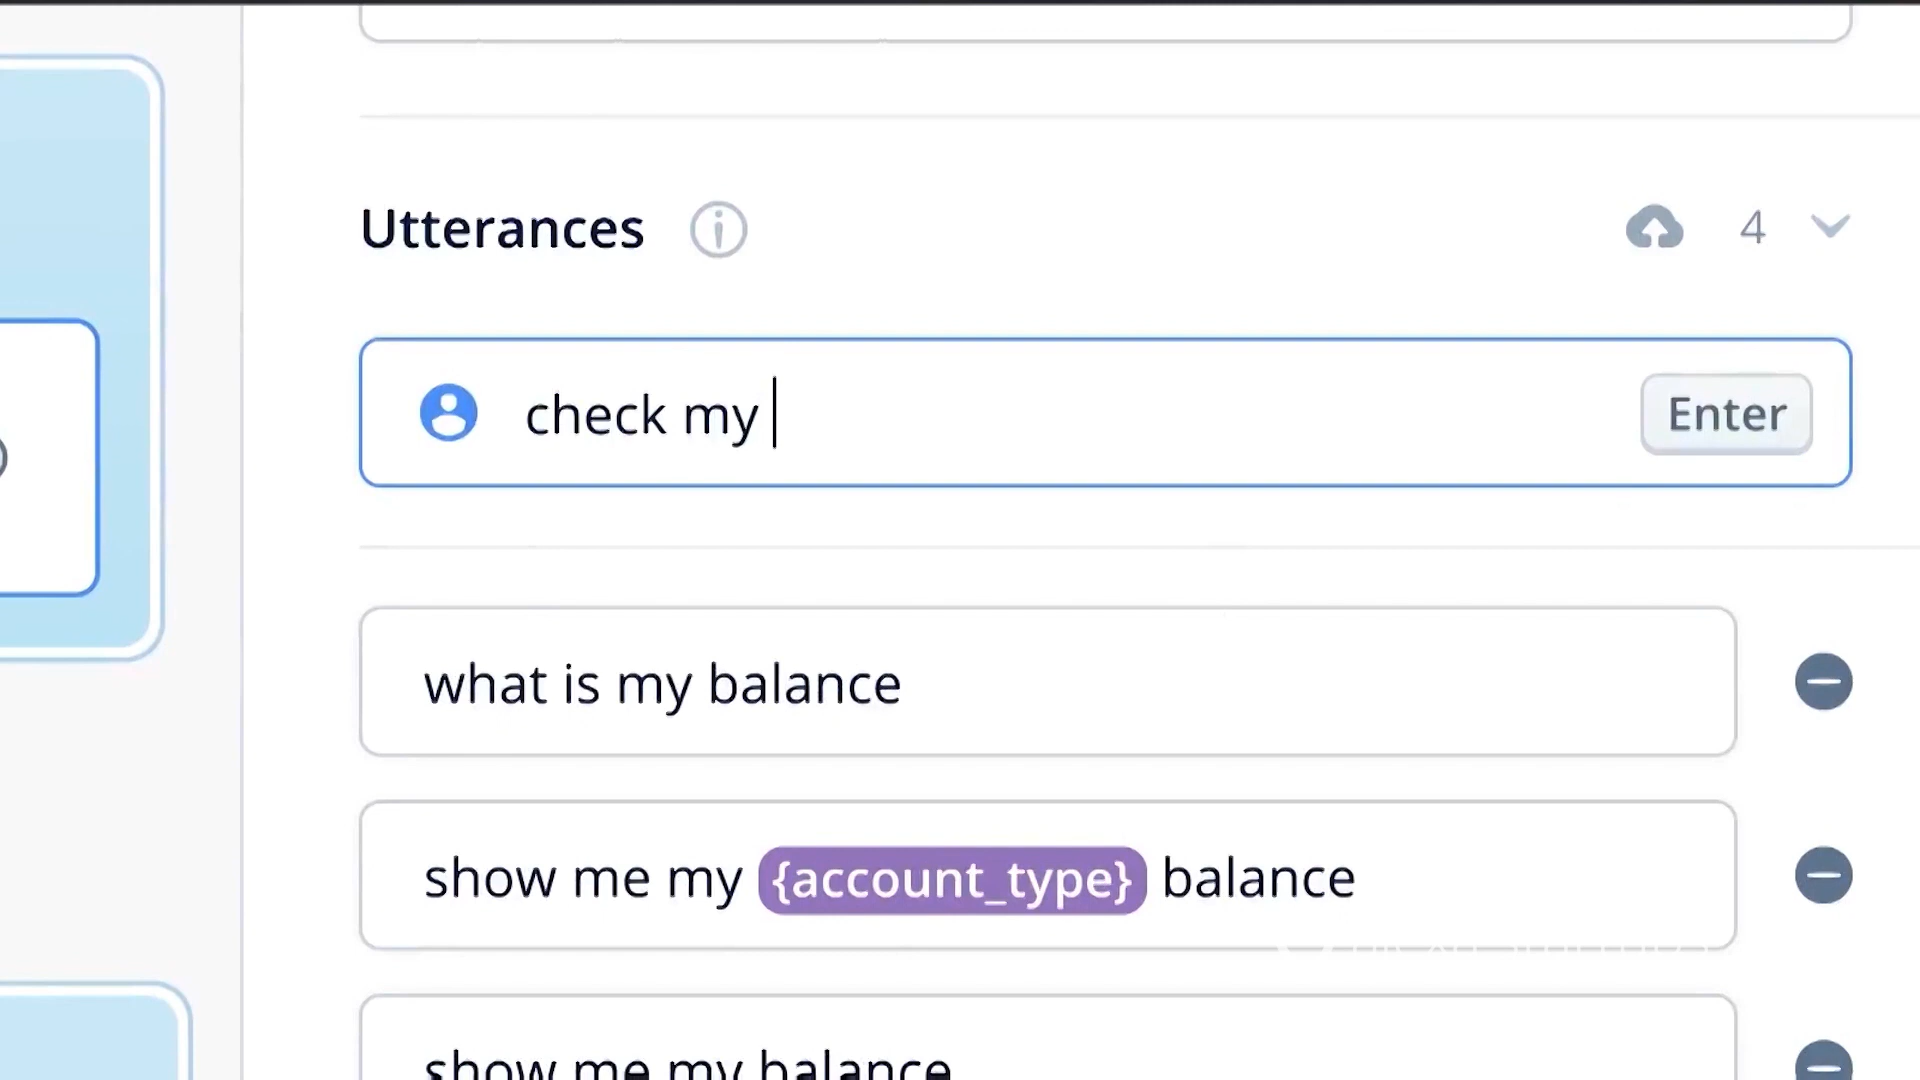 Utterances
4
check my
Enter
what is my balance
show me my {account_type} balance
show me my balance